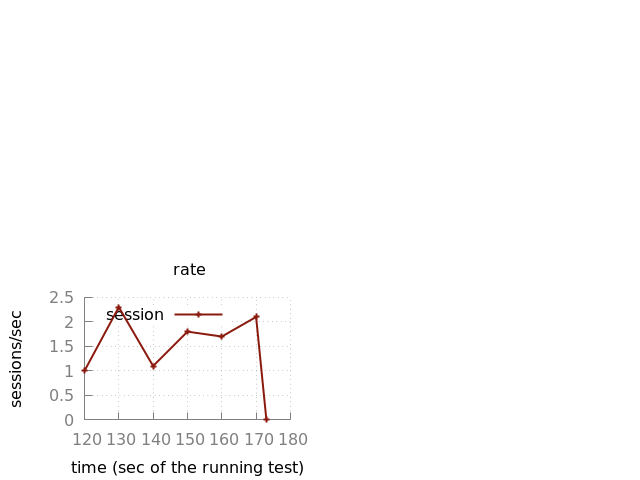 rate
sessions/sec
2.5
2
1.5
1
0.5
0
session
120 130 140 150 160 170 180
time (sec of the running test)